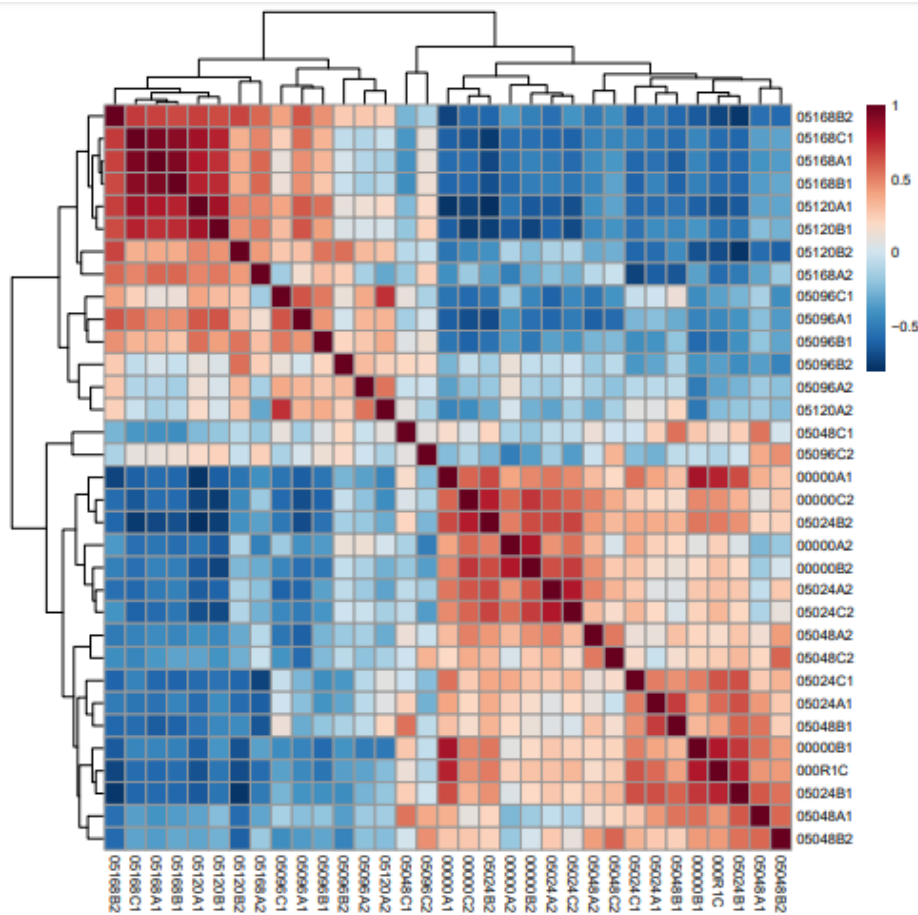 1
0.5
0
−0.5
05168B2
05168C1
05168A1
05168B1
05120A1
05120B1
05120B2
05168A2
05096C1
05096A1
05096B1
05096B2
05096A2
05120A2
05048C1
05096C2
00000A1
00000C2
05024B2
00000A2
00000B2
05024A2
05024C2
05048A2
05048C2
05024C1
05024A1
05048B1
00000B1
000R1C
05024B1
05048A1
05048B2
05168B2
05168C1
05168A1
05168B1
05120A1
05120B1
05120B2
05168A2
05096C1
05096A1
05096B1
05096B2
05096A2
05120A2
05048C1
05096C2
00000A1
00000C2
05024B2
00000A2
00000B2
05024A2
05024C2
05048A2
05048C2
05024C1
05024A1
05048B1
00000B1
000R1C
05024B1
05048A1
05048B2